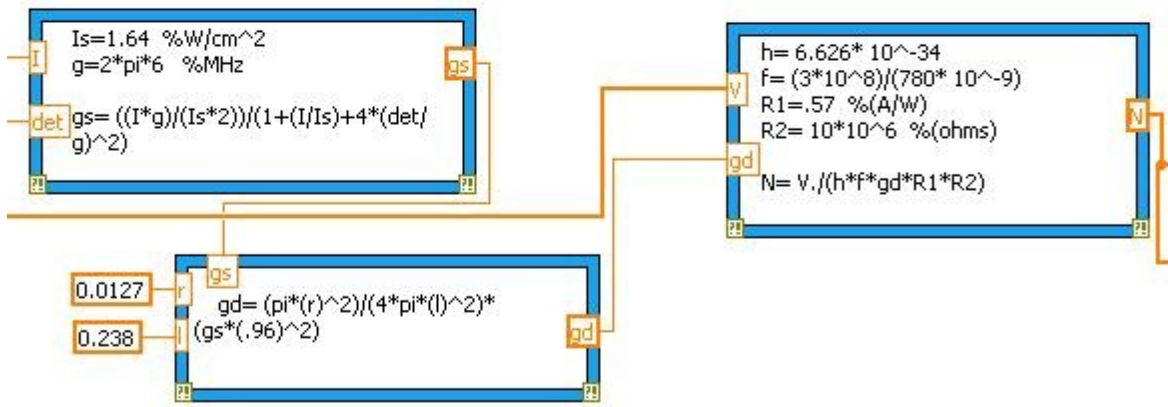 Is=1.64 %W/cm^2
g=2*pi*6 %MHz
I
gs
det
gs= ((I*g)/(Is*2))/(1+(I/Is)+4*(det/
g)^2)
h= 6.626* 10^-34
f= (3*10^8)/(780* 10^-9)
R1=.57 %(A/W)
R2= 10*10^6 %(ohms)
V
N
gd
N= V./(h*f*gd*R1*R2)
gs
0.0127
r
gd= (pi*(r)^2)/(4*pi*(l)^2)*
(gs*(.96)^2)
0.238
l
gd